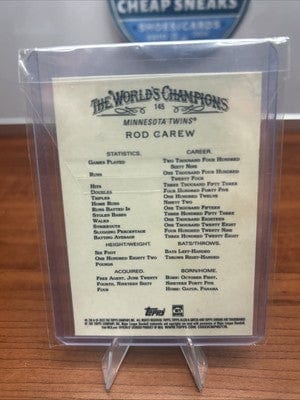 CHEAP SNEAKS
SHOES|CARDS
THE WORLD'S CHAMPIONS
145
MINNESOTA TWINS®
ROD CAREW
STATISTICS. CAREER.
GAMES PLAYED TWO THOUSAND FOUR HUNDRED
SIXTY NINE
RUNS ONE THOUSAND FOUR HUNDRED
TWENTY FOUR
HITS THREE THOUSAND FIFTY THREE
DOUBLES FOUR HUNDRED FORTY FIVE
TRIPLES ONE HUNDRED TWELVE
HOME RUNS NINETY TWO
RUNS BATTED IN ONE THOUSAND FIFTEEN
STOLEN BASES THREE HUNDRED FIFTY THREE
WALKS ONE THOUSAND EIGHTEEN
STRIKEOUTS ONE THOUSAND TWENTY EIGHT
SLUGGING PERCENTAGE FOUR HUNDRED TWENTY NINE
BATTING AVERAGE THREE HUNDRED TWENTY EIGHT
HEIGHT/WEIGHT. BATS/THROWS.
SIX FOOT BATS LEFT-HANDED
ONE HUNDRED EIGHTY TWO THROWS RIGHT-HANDED
POUNDS
ACQUIRED. BORN/HOME.
FREE AGENT, JUNE TWENTY BORN: OCTOBER FIRST,
FOURTH, NINETEEN SIXTY NINETEEN FORTY FIVE
FOUR HOME: GATUN, PANAMA
Topps